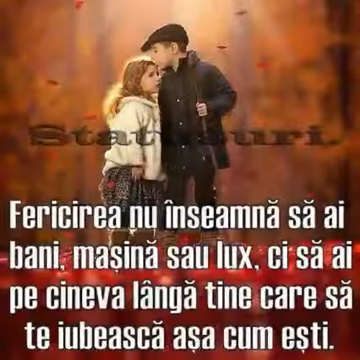 Statusuri.
Fericirea nu înseamnă să ai
bani, mașină sau lux, ci să ai
pe cineva lângă tine care să
te iubească așa cum ești.